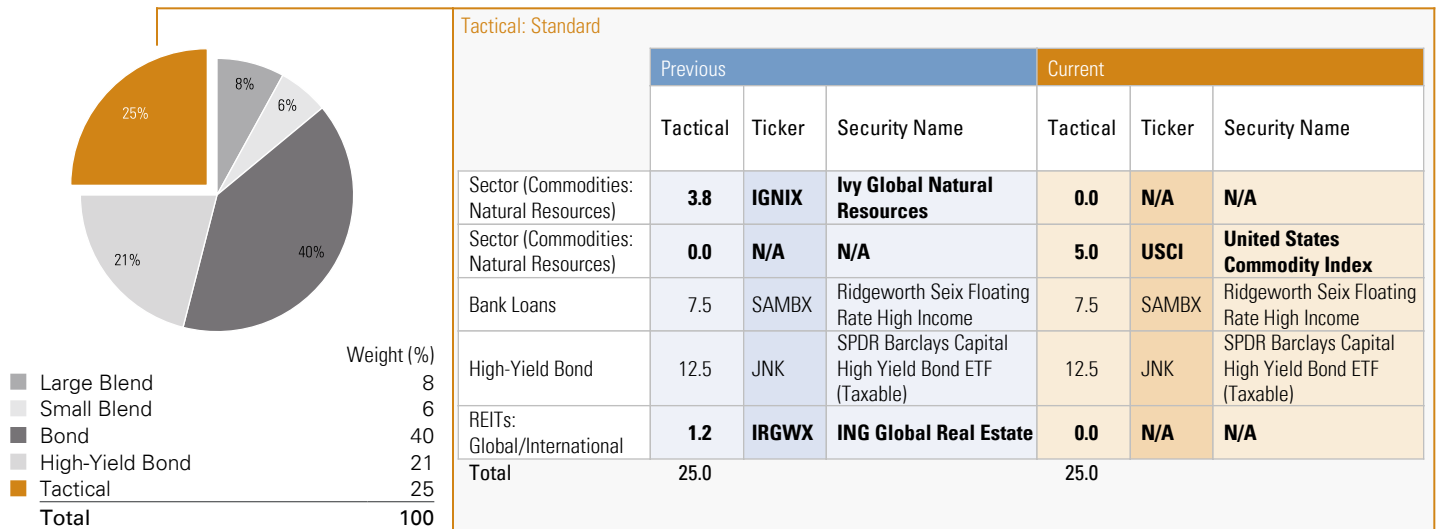 Tactical: Standard
8%
6%
25%
40%
21%
Weight (%)
Large Blend 8
Small Blend 6
Bond 40
High-Yield Bond 21
Tactical 25
Total 100
Previous Current
Tactical Ticker Security Name Tactical Ticker Security Name
Sector (Commodities: Ivy Global Natural
Natural Resources) 3.8 IGNIX Resources 0.0 N/A N/A
Sector (Commodities: United States
Natural Resources) 0.0 N/A N/A 5.0 USCI Commodity Index
Bank Loans 7.5 SAMBX Ridgeworth Seix Floating 7.5 SAMBX Ridgeworth Seix Floating
Rate High Income Rate High Income
SPDR Barclays Capital SPDR Barclays Capital
High-Yield Bond 12.5 JNK High Yield Bond ETF 12.5 JNK High Yield Bond ETF
(Taxable) (Taxable)
REITs:
Global/International 1.2 IRGWX ING Global Real Estate 0.0 N/A N/A
Total 25.0 25.0